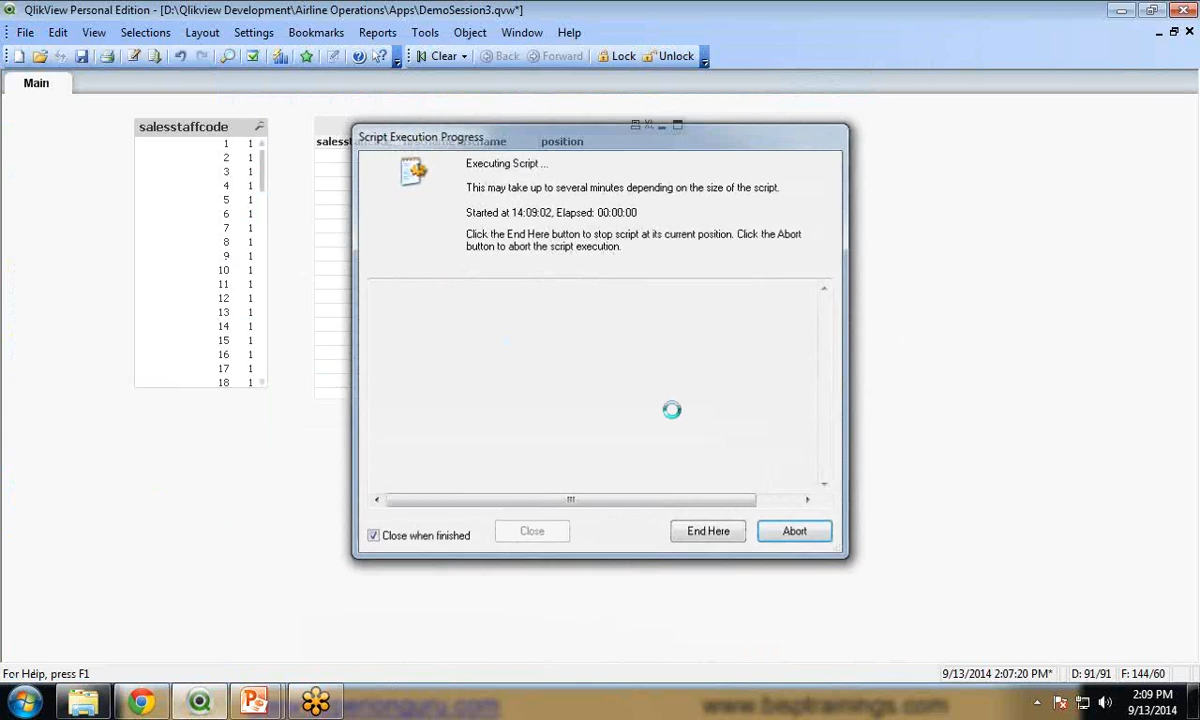 QlikView Personal Edition - [D:\Qlikview Development\Airline Operations\Apps\DemoSession3.qvw*]
File Edit View Selections Layout Settings Bookmarks Reports Tools Object Window Help
Clear Back Forward Lock Unlock
Main
salesstaffcode
1 1
2 1
3 1
4 1
5 1
6 1
7 1
8 1
9 1
10 1
11 1
12 1
13 1
14 1
15 1
16 1
17 1
18 1
position
Script Execution Progress
Executing Script ...
This may take up to several minutes depending on the size of the script.
Started at 14:09:02, Elapsed: 00:00:00
Click the End Here button to stop script at its current position. Click the Abort
button to abort the script execution.
Close when finished
Close
End Here
Abort
For Help, press F1
9/13/2014 2:07:20 PM* D: 91/91 F: 144/60
www.bisptrainings.com
2:09 PM
9/13/2014